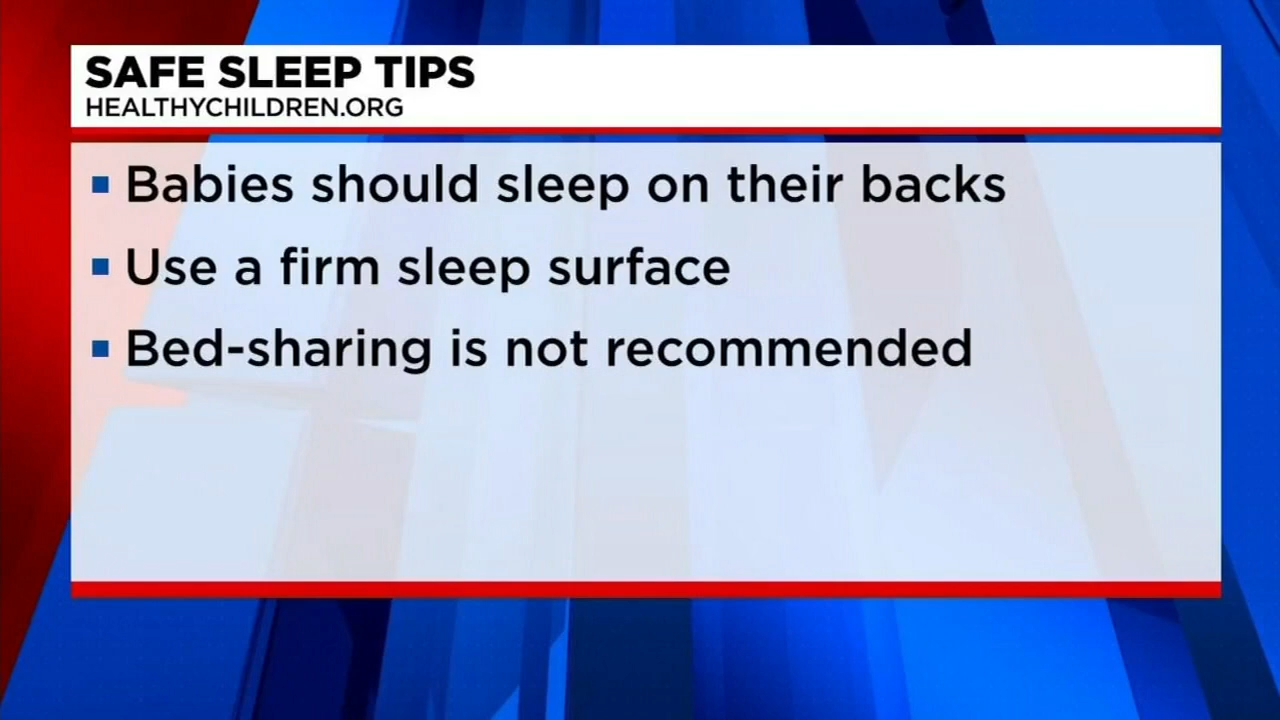 SAFE SLEEP TIPS
HEALTHYCHILDREN.ORG
Babies should sleep on their backs
Use a firm sleep surface
Bed-sharing is not recommended